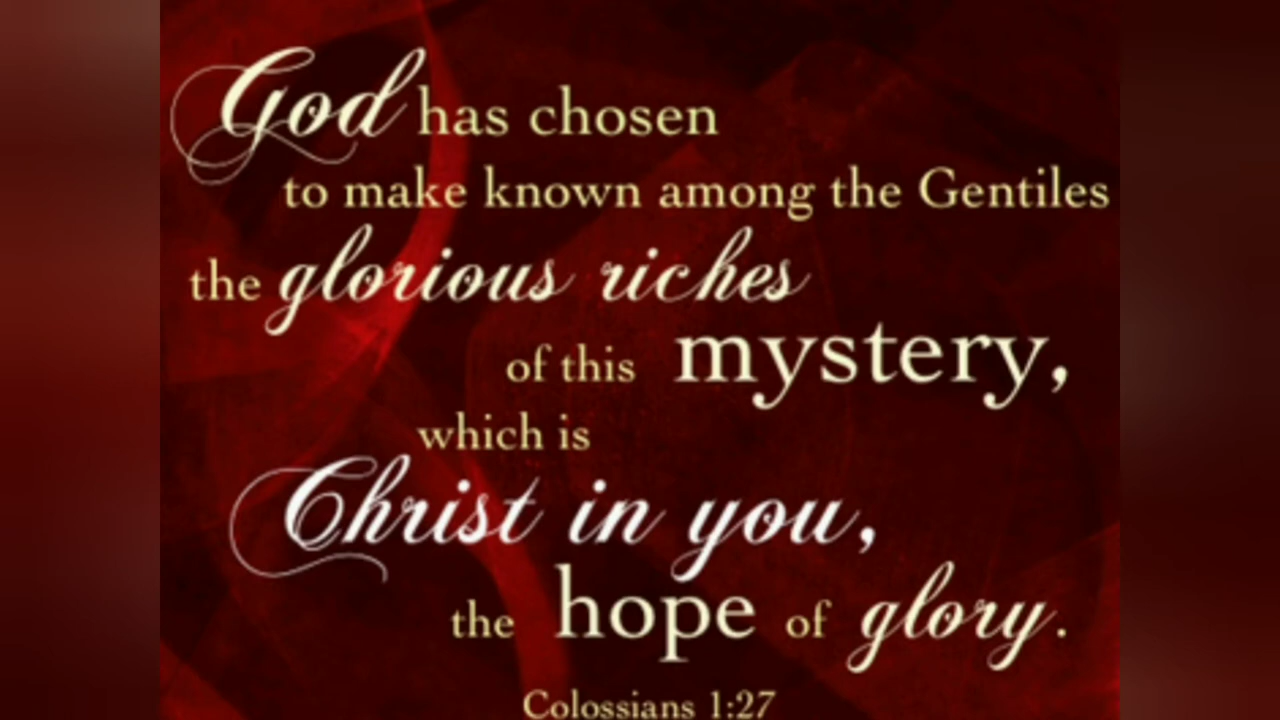 God has chosen
to make known among the Gentiles
the glorious riches
of this mystery,
which is
Christ in you,
the hope of glory.
Colossians 1:27